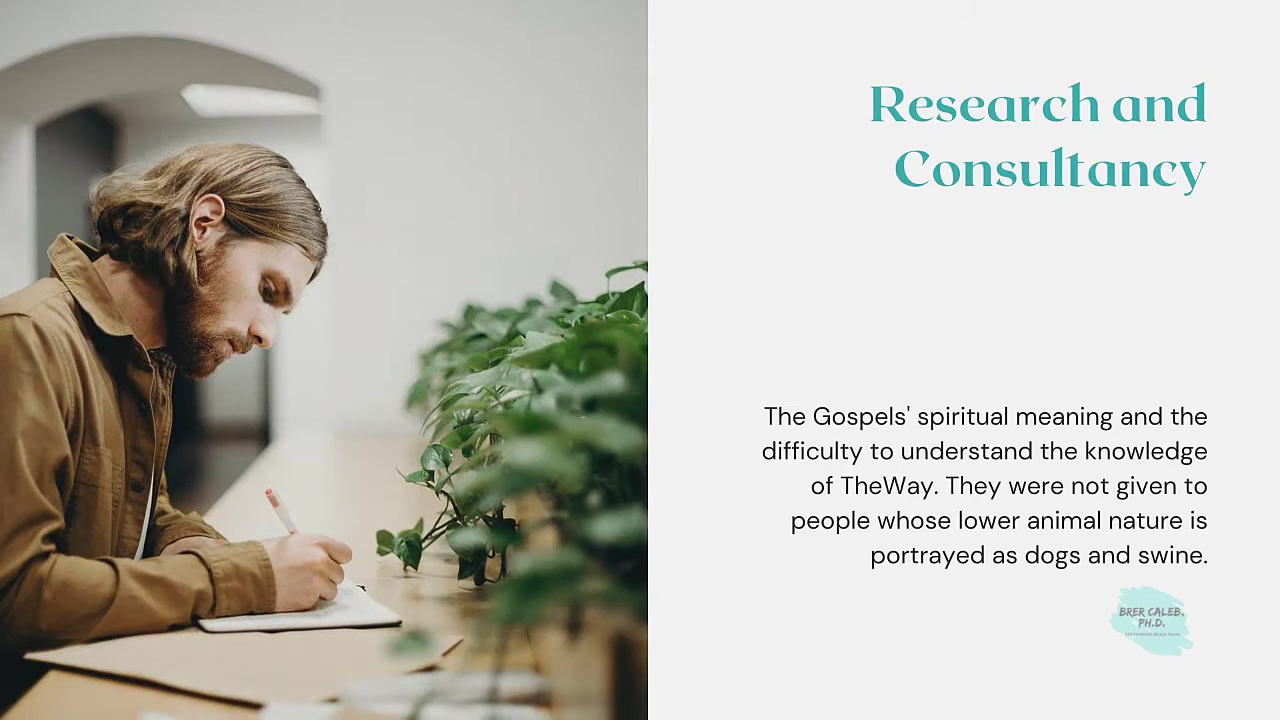 Research and
Consultancy
The Gospels' spiritual meaning and the
difficulty to understand the knowledge
of TheWay. They were not given to
people whose lower animal nature is
portrayed as dogs and swine.
BRER CALEB,
PH.D.